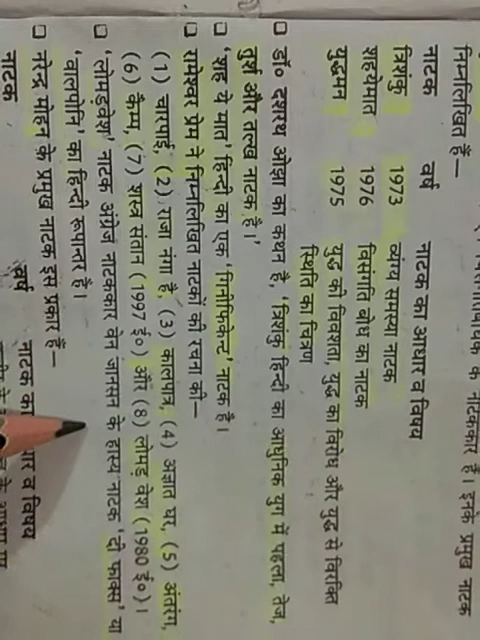 के नाटककार हैं। इनके प्रमुख नाटक
निम्नलिखित हैं—
नाटक वर्ष नाटक का आधार व विषय
त्रिशंकु 1973 व्यंग्य समस्या नाटक
शहयेमात 1976 विसंगति बोध का नाटक
युद्धमन 1975 युद्ध की विवशता, युद्ध का विरोध और युद्ध से विरक्ति
स्थिति का चित्रण
□ डॉ० दशरथ ओझा का कथन है, 'त्रिशंकु हिन्दी का आधुनिक युग में पहला, तेज,
तुर्श और तल्ख नाटक है।'
□ 'शह ये मात' हिन्दी का एक 'सिग्नीफिकेन्ट' नाटक है।
□ रामेश्वर प्रेम ने निम्नलिखित नाटकों की रचना की—
(1) चारपाई, (2) राजा नंगा है, (3) कालपात्र, (4) अज्ञात घर, (5) अंतरंग,
(6) कैम्प, (7) शस्त्र संतान (1997 ई०) और (8) लोमड़ वेश (1980 ई०)।
□ 'लोमड़वेश' नाटक अंग्रेज नाटककार बेन जानसन के हास्य नाटक 'दी फाक्स' या
'वालपोनि' का हिन्दी रूपान्तर है।
□ नरेन्द्र मोहन के प्रमुख नाटक इस प्रकार हैं—
नाटक वर्ष नाटक का आधार व विषय